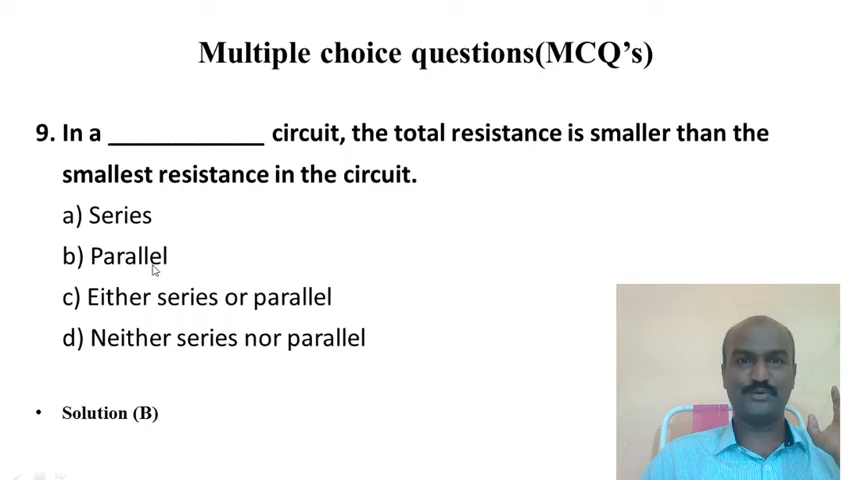 Multiple choice questions(MCQ’s)
9. In a ____________ circuit, the total resistance is smaller than the
smallest resistance in the circuit.
a) Series
b) Parallel
c) Either series or parallel
d) Neither series nor parallel
• Solution (B)